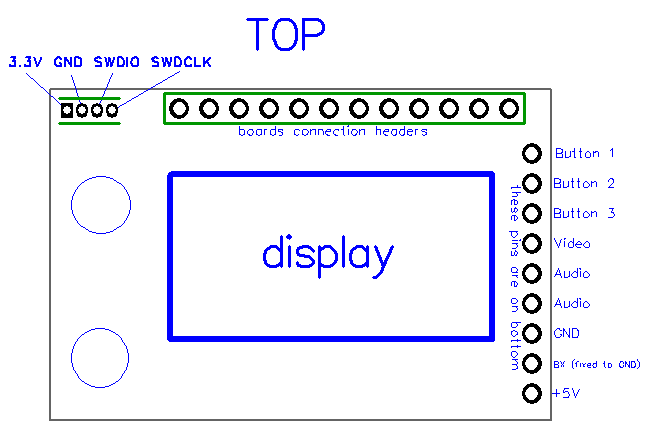 TOP
3.3V GND SWDIO SWDCLK
boards connection headers
Button 1
Button 2
Button 3
Video
Audio
Audio
GND
BX (fixed to GND)
+5V
these pins are on bottom
display